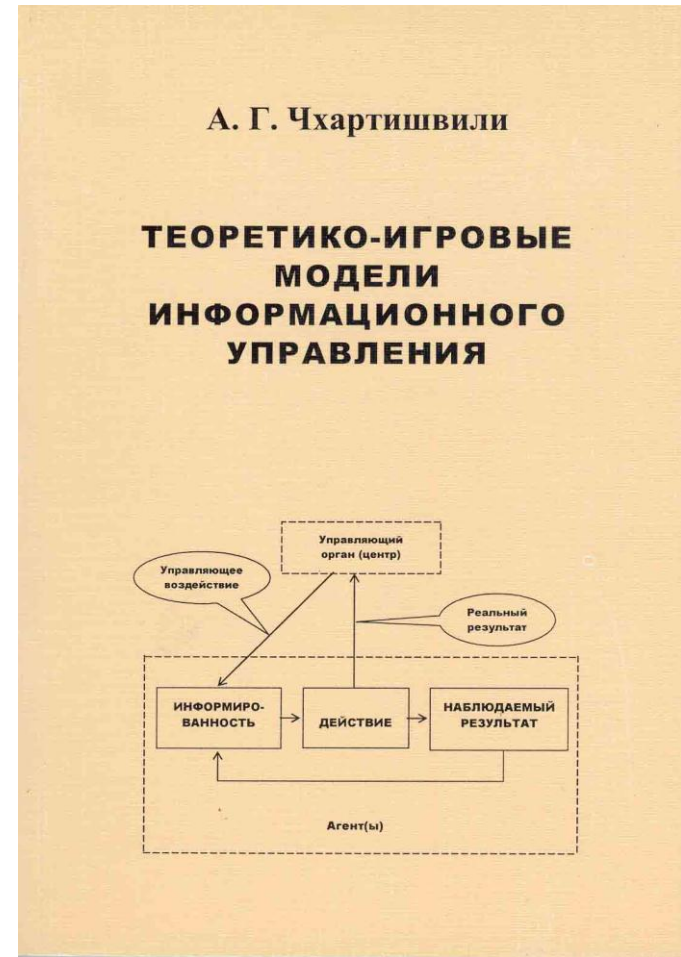 А. Г. Чхартишвили
ТЕОРЕТИКО-ИГРОВЫЕ
МОДЕЛИ
ИНФОРМАЦИОННОГО
УПРАВЛЕНИЯ
Управляющий
орган (центр)
Управляющее
воздействие
Реальный
результат
ИНФОРМИРО-
ВАННОСТЬ
ДЕЙСТВИЕ
НАБЛЮДАЕМЫЙ
РЕЗУЛЬТАТ
Агент(ы)